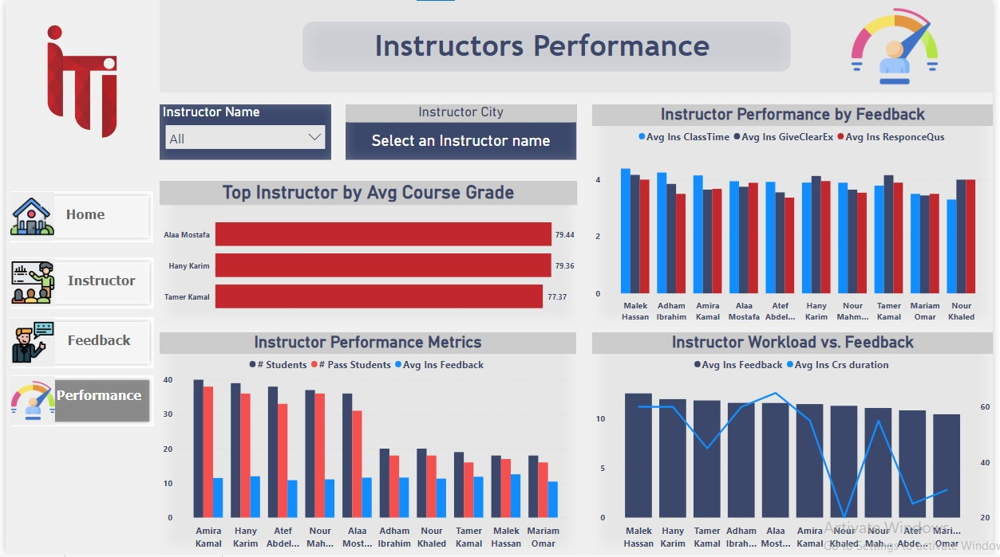 Instructors Performance
Instructor Name
All
Instructor City
Select an Instructor name
Home
Instructor
Feedback
Performance
Top Instructor by Avg Course Grade
Alaa Mostafa 79.44
Hany Karim 79.36
Tamer Kamal 77.37
Instructor Performance by Feedback
Avg Ins ClassTime Avg Ins GiveClearEx Avg Ins ResponceQus
4
2
0
Malek Adham Amira Alaa Atef Hany Nour Tamer Mariam Nour
Hassan Ibrahim Kamal Mostafa Abdel... Karim Mahm... Kamal Omar Khaled
Instructor Performance Metrics
# Students # Pass Students Avg Ins Feedback
40
30
20
10
0
Amira Hany Atef Nour Alaa Adham Nour Tamer Malek Mariam
Kamal Karim Abdel... Mah... Most... Ibrahim Khaled Kamal Hassan Omar
Instructor Workload vs. Feedback
Avg Ins Feedback Avg Ins Crs duration
10
5
0
60
40
20
Malek Hany Tamer Adham Alaa Amira Nour Nour Atef Mari...
Hassan Karim Kamal Ibrah... Most... Kamal Khaled Mah... Abde... Omar
Activate Windows
Go to Settings to activate Window